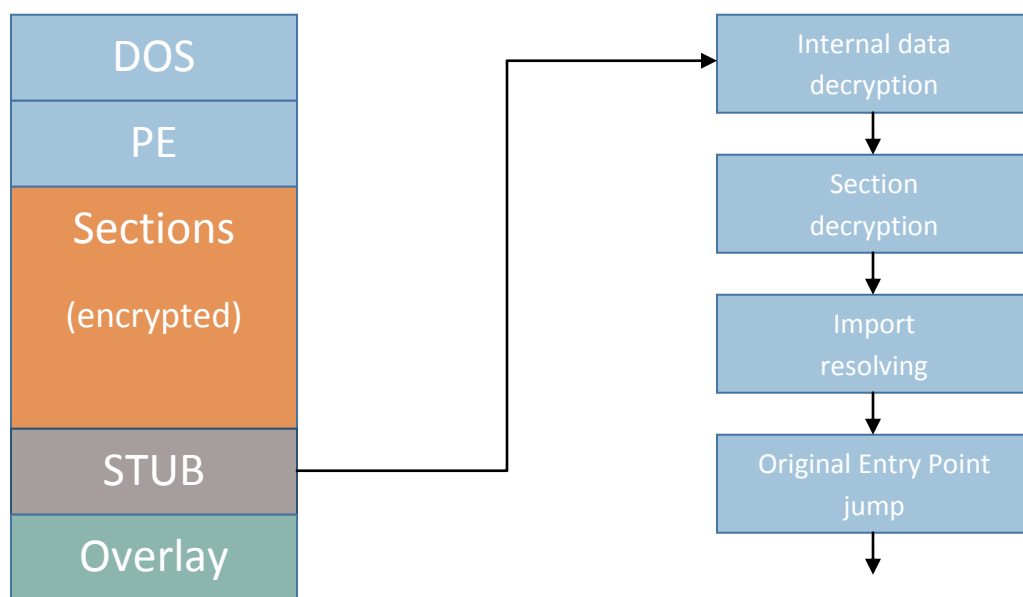 DOS
PE
Sections
(encrypted)
STUB
Overlay
Internal data
decryption
Section
decryption
Import
resolving
Original Entry Point
jump